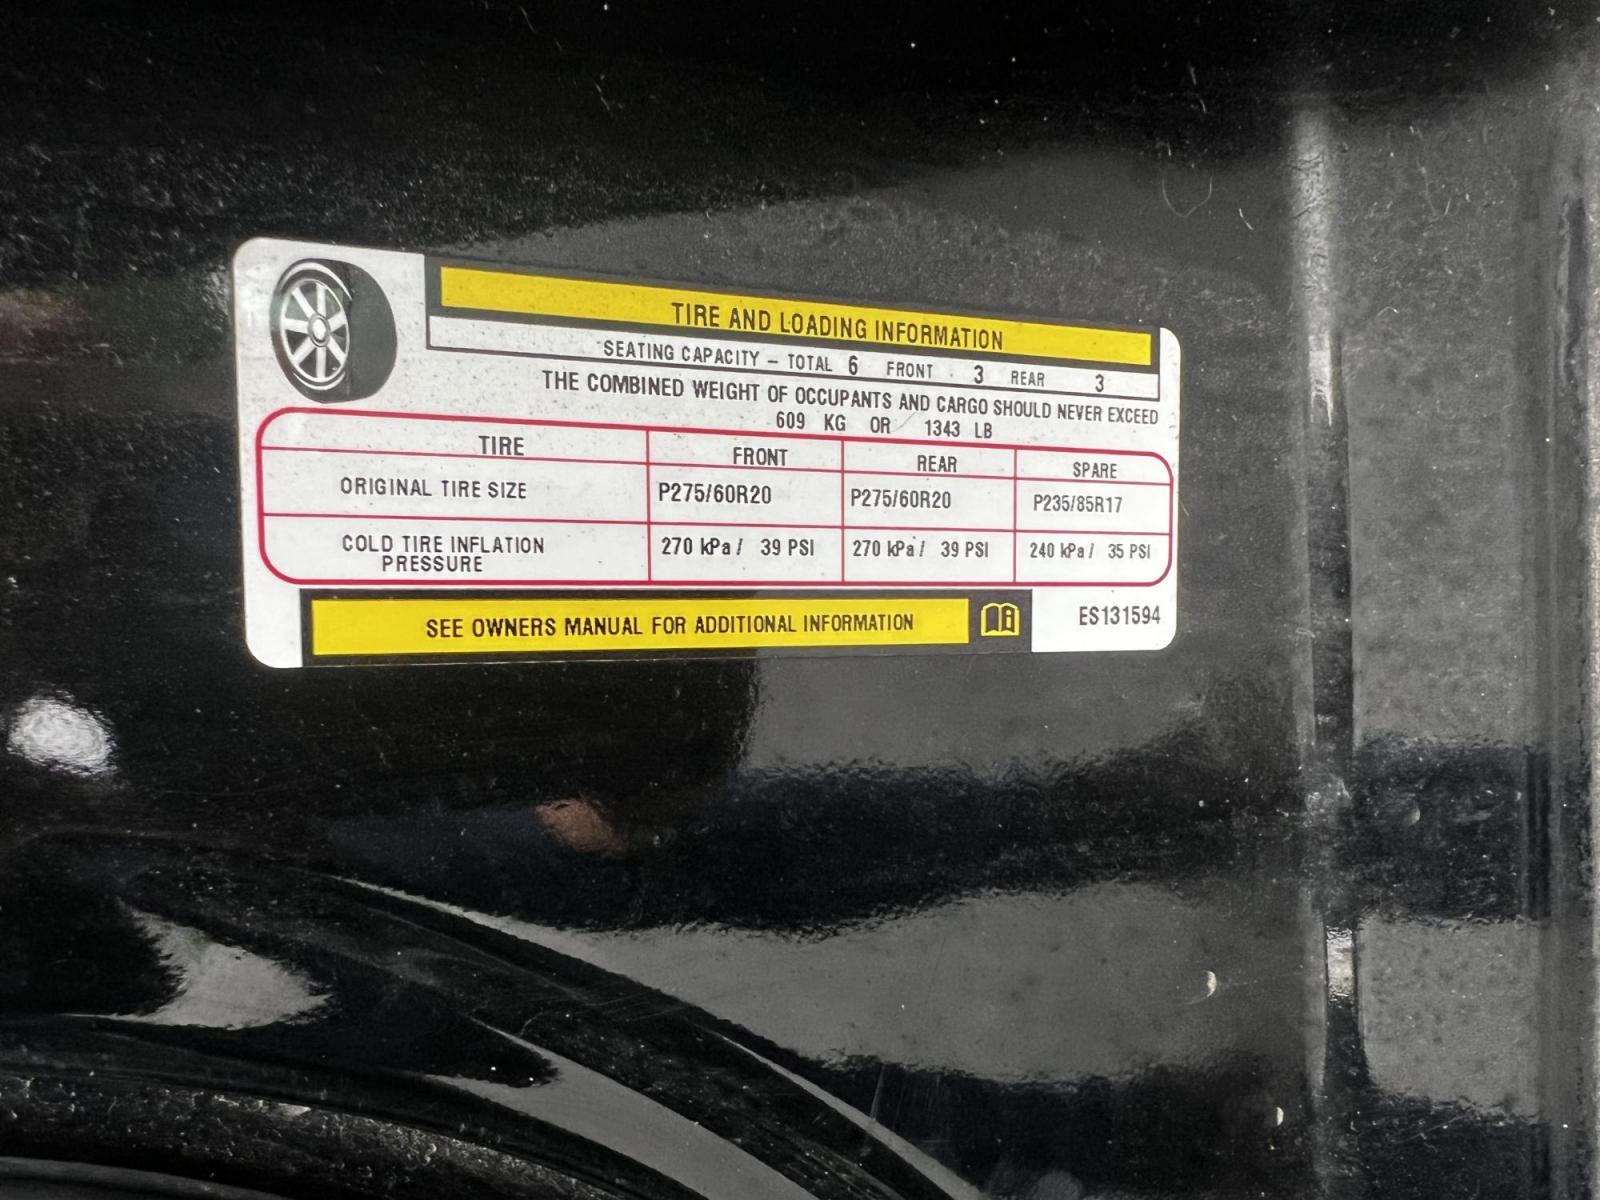 TIRE AND LOADING INFORMATION
SEATING CAPACITY – TOTAL 6 FRONT 3 REAR 3
THE COMBINED WEIGHT OF OCCUPANTS AND CARGO SHOULD NEVER EXCEED
609 KG OR 1343 LB
TIRE FRONT REAR SPARE
ORIGINAL TIRE SIZE P275/60R20 P275/60R20 P235/85R17
COLD TIRE INFLATION PRESSURE 270 kPa / 39 PSI 270 kPa / 39 PSI 240 kPa / 35 PSI
SEE OWNERS MANUAL FOR ADDITIONAL INFORMATION ES131594